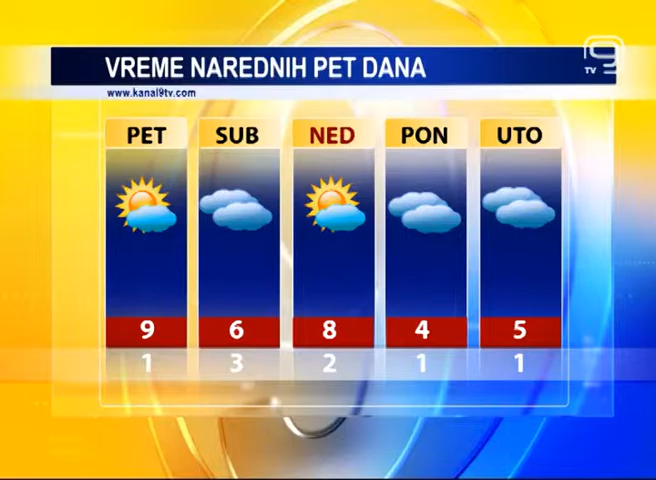 VREME NAREDNIH PET DANA
TV 9
www.kanal9tv.com
PET SUB NED PON UTO
9 6 8 4 5
1 3 2 1 1